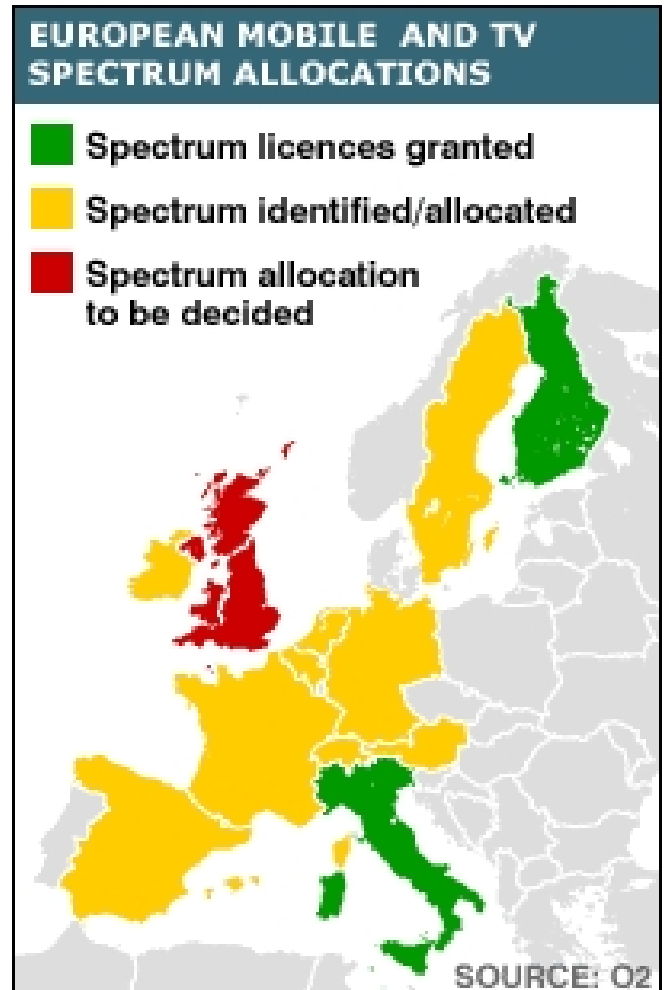 EUROPEAN MOBILE AND TV
SPECTRUM ALLOCATIONS
Spectrum licences granted
Spectrum identified/allocated
Spectrum allocation
to be decided
SOURCE: O2